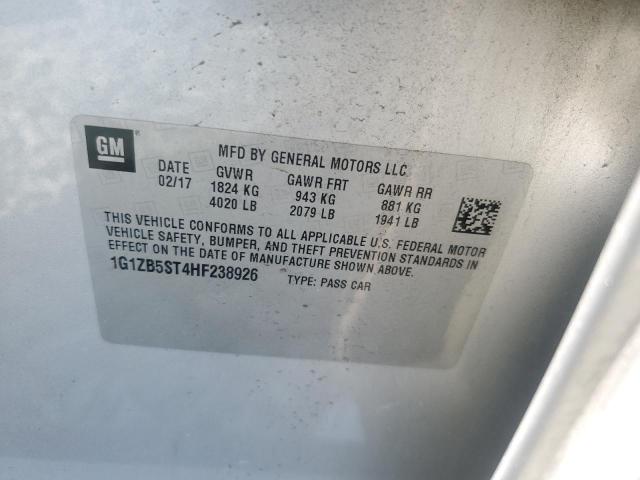 GM
MFD BY GENERAL MOTORS LLC
DATE GVWR GAWR FRT GAWR RR
02/17 1824 KG 943 KG 881 KG
4020 LB 2079 LB 1941 LB
THIS VEHICLE CONFORMS TO ALL APPLICABLE U.S. FEDERAL MOTOR
VEHICLE SAFETY, BUMPER, AND THEFT PREVENTION STANDARDS IN
EFFECT ON THE DATE OF MANUFACTURE SHOWN ABOVE.
1G1ZB5ST4HF238926 TYPE: PASS CAR